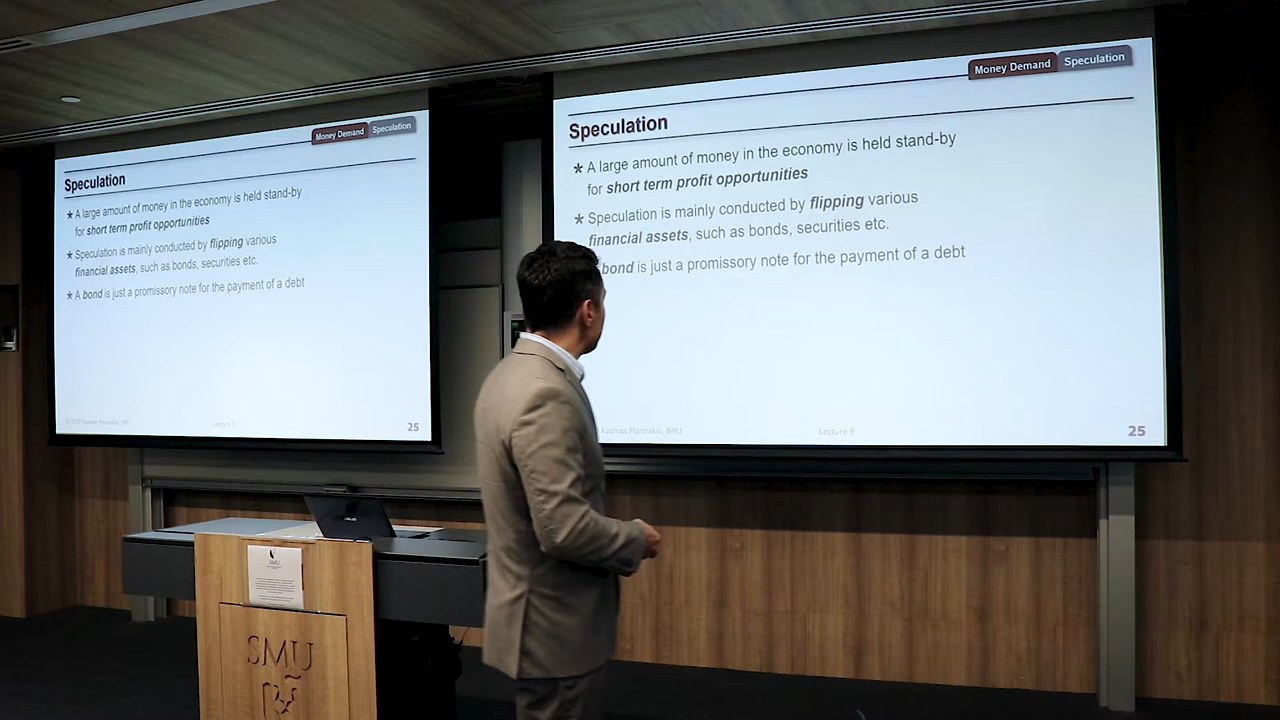 Money Demand Speculation
Speculation
* A large amount of money in the economy is held stand-by
for short term profit opportunities
* Speculation is mainly conducted by flipping various
financial assets, such as bonds, securities etc.
* A bond is just a promissory note for the payment of a debt
25
Money Demand Speculation
Speculation
* A large amount of money in the economy is held stand-by
for short term profit opportunities
* Speculation is mainly conducted by flipping various
financial assets, such as bonds, securities etc.
bond is just a promissory note for the payment of a debt
Kosmas Marinakis, SMU Lecture 9 25
ASUS
SMU
SMU